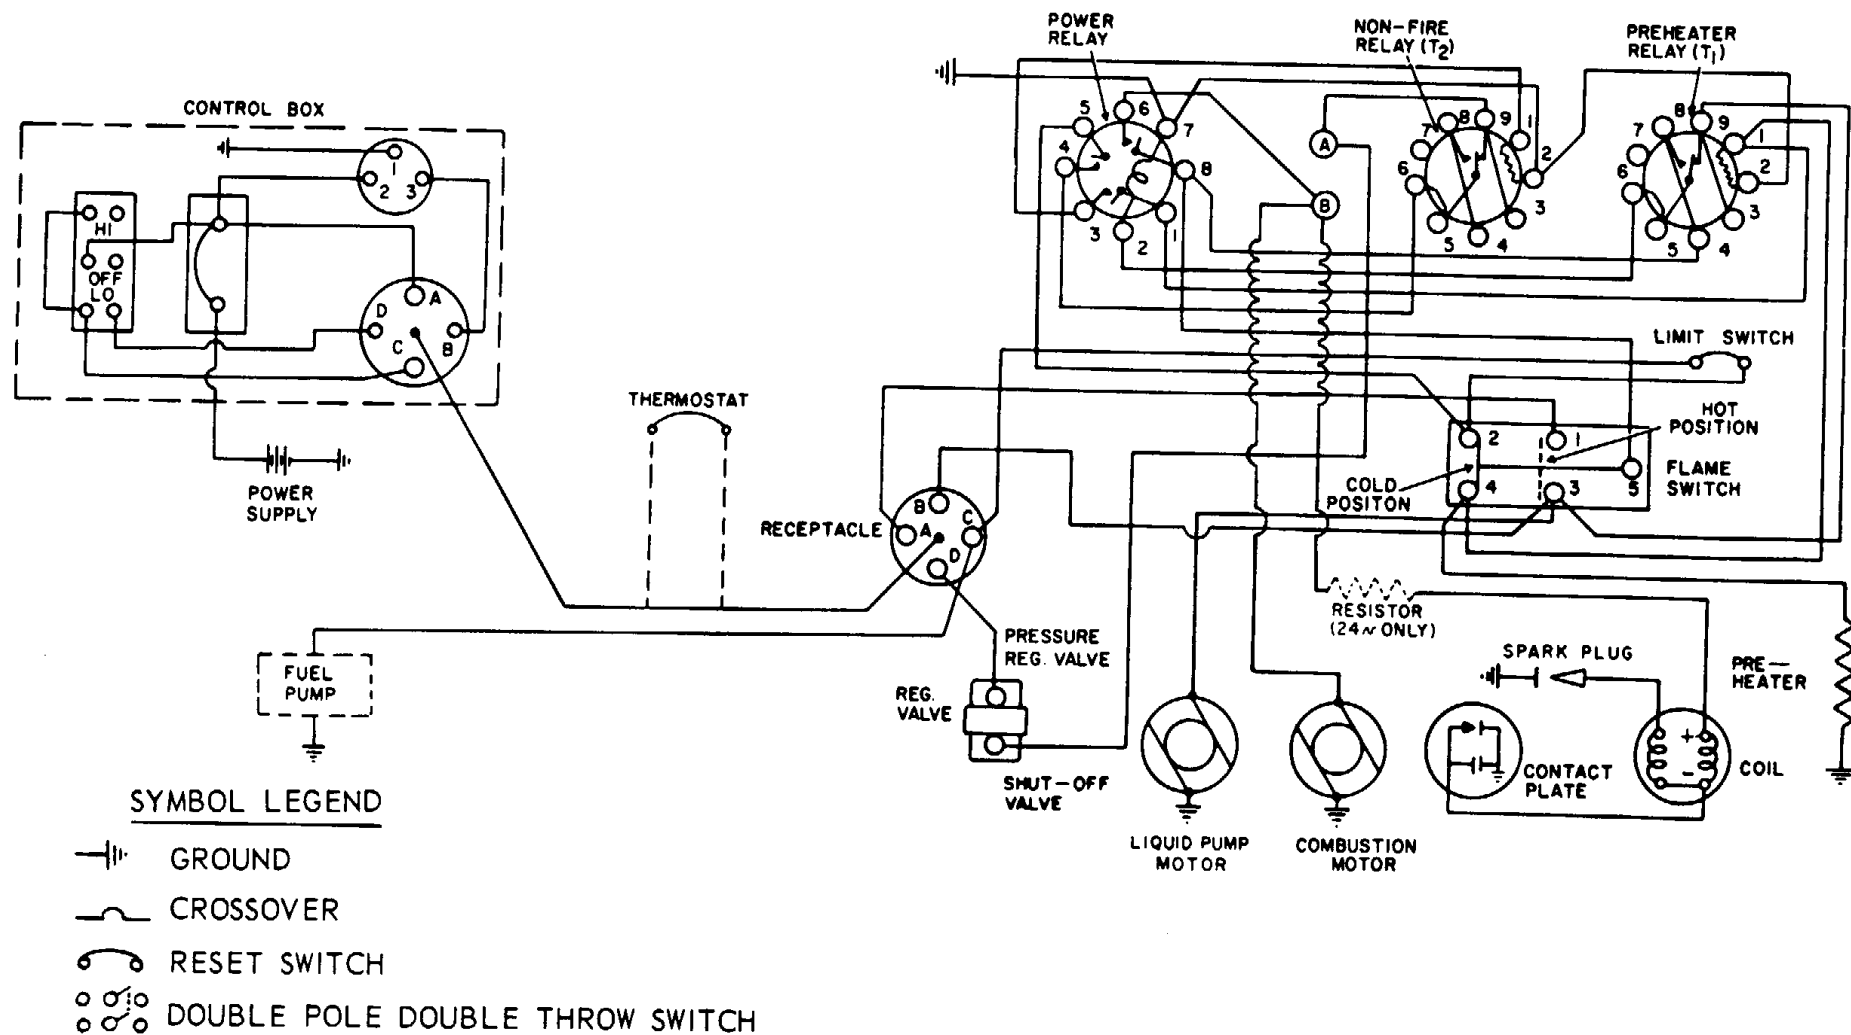 POWER
RELAY
NON-FIRE
RELAY (T2)
PREHEATER
RELAY (T1)
CONTROL BOX
1
2 3
HI
OFF
LO
A
D
C B
POWER
SUPPLY
THERMOSTAT
5 6 7
4 8
3 2 1
A
B
7 8 9 1
6 2
5 4 3
7 8 9 1
6 2
5 4 3
LIMIT SWITCH
HOT
POSITION
2 1
COLD
POSITON
4 3 5
FLAME
SWITCH
RECEPTACLE
B
A C
D
RESISTOR
(24~ ONLY)
PRESSURE
REG. VALVE
REG.
VALVE
SHUT-OFF
VALVE
FUEL
PUMP
SPARK PLUG
PRE-
HEATER
+
-
COIL
CONTACT
PLATE
LIQUID PUMP
MOTOR
COMBUSTION
MOTOR
SYMBOL LEGEND
GROUND
CROSSOVER
RESET SWITCH
DOUBLE POLE DOUBLE THROW SWITCH